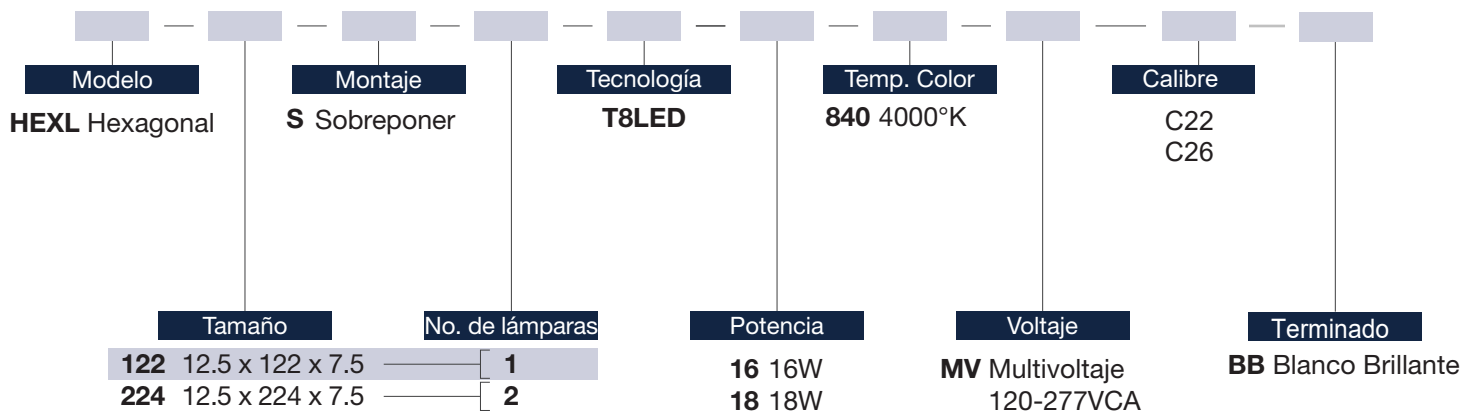 Modelo
HEXL Hexagonal
Montaje
S Sobreponer
Tecnología
T8LED
Temp. Color
840 4000°K
Calibre
C22
C26
Tamaño No. de lámparas
122 12.5 x 122 x 7.5 1
224 12.5 x 224 x 7.5 2
Potencia
16 16W
18 18W
Voltaje
MV Multivoltaje
120-277VCA
Terminado
BB Blanco Brillante